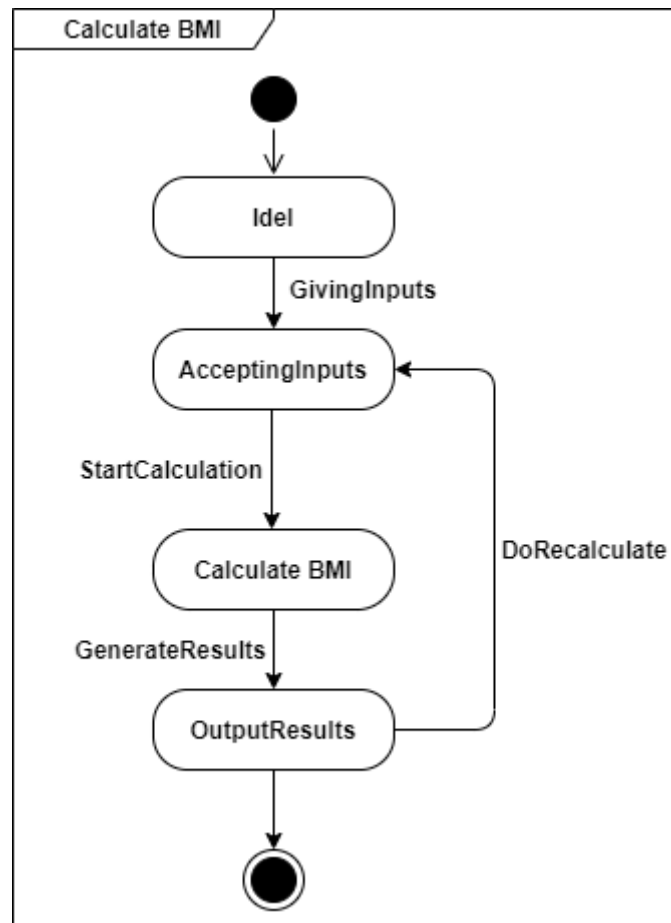 Calculate BMI
Idel
GivingInputs
AcceptingInputs
StartCalculation
DoRecalculate
Calculate BMI
GenerateResults
OutputResults